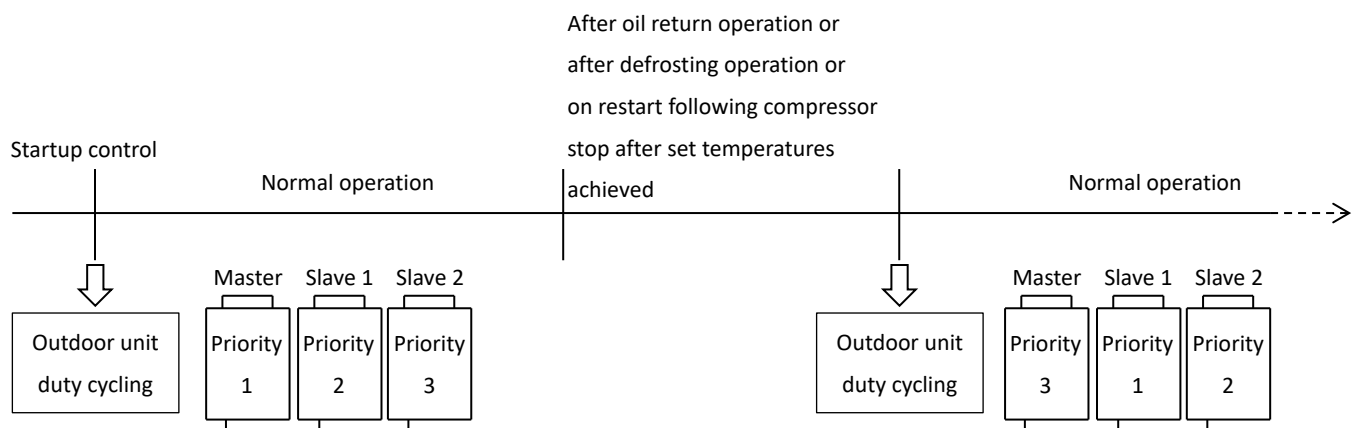 After oil return operation or
after defrosting operation or
on restart following compressor
stop after set temperatures
achieved
Startup control
Normal operation
Normal operation
Master Slave 1 Slave 2
Outdoor unit
duty cycling
Priority Priority Priority
1 2 3
Master Slave 1 Slave 2
Outdoor unit
duty cycling
Priority Priority Priority
3 1 2